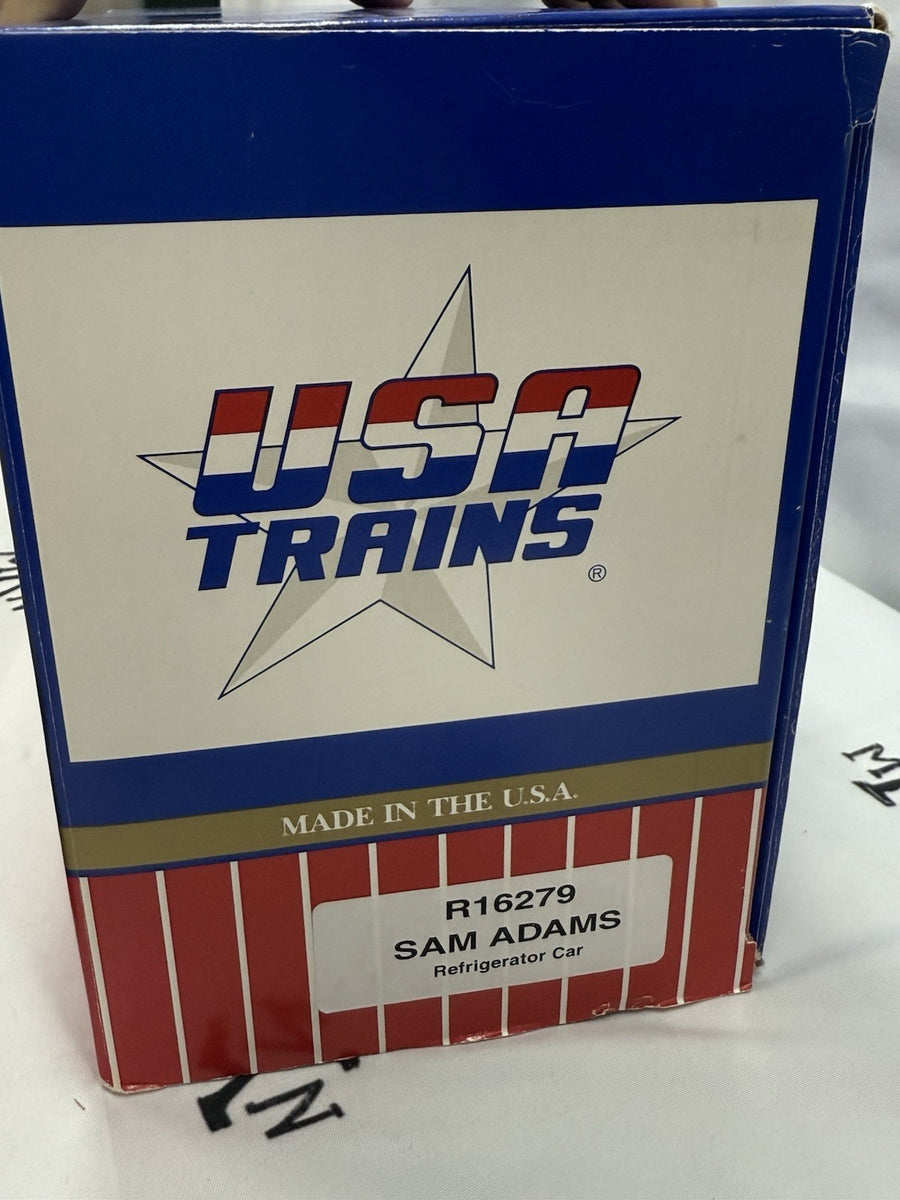 USA
TRAINS
®
MADE IN THE U.S.A.
R16279
SAM ADAMS
Refrigerator Car